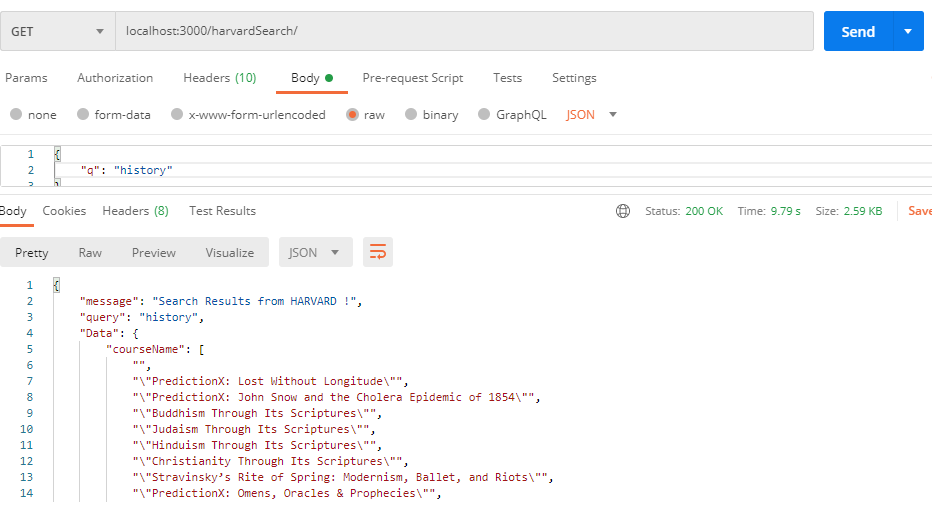 GET localhost:3000/harvardSearch/ Send
Params Authorization Headers (10) Body Pre-request Script Tests Settings
none form-data x-www-form-urlencoded raw binary GraphQL JSON
1 {
2 "q": "history"
3 }
Body Cookies Headers (8) Test Results Status: 200 OK Time: 9.79 s Size: 2.59 KB Save
Pretty Raw Preview Visualize JSON
1 {
2 "message": "Search Results from HARVARD !",
3 "query": "history",
4 "Data": {
5 "courseName": [
6 "",
7 "\"PredictionX: Lost Without Longitude\"",
8 "\"PredictionX: John Snow and the Cholera Epidemic of 1854\"",
9 "\"Buddhism Through Its Scriptures\"",
10 "\"Judaism Through Its Scriptures\"",
11 "\"Hinduism Through Its Scriptures\"",
12 "\"Christianity Through Its Scriptures\"",
13 "\"Stravinsky’s Rite of Spring: Modernism, Ballet, and Riots\"",
14 "\"PredictionX: Omens, Oracles & Prophecies\"",